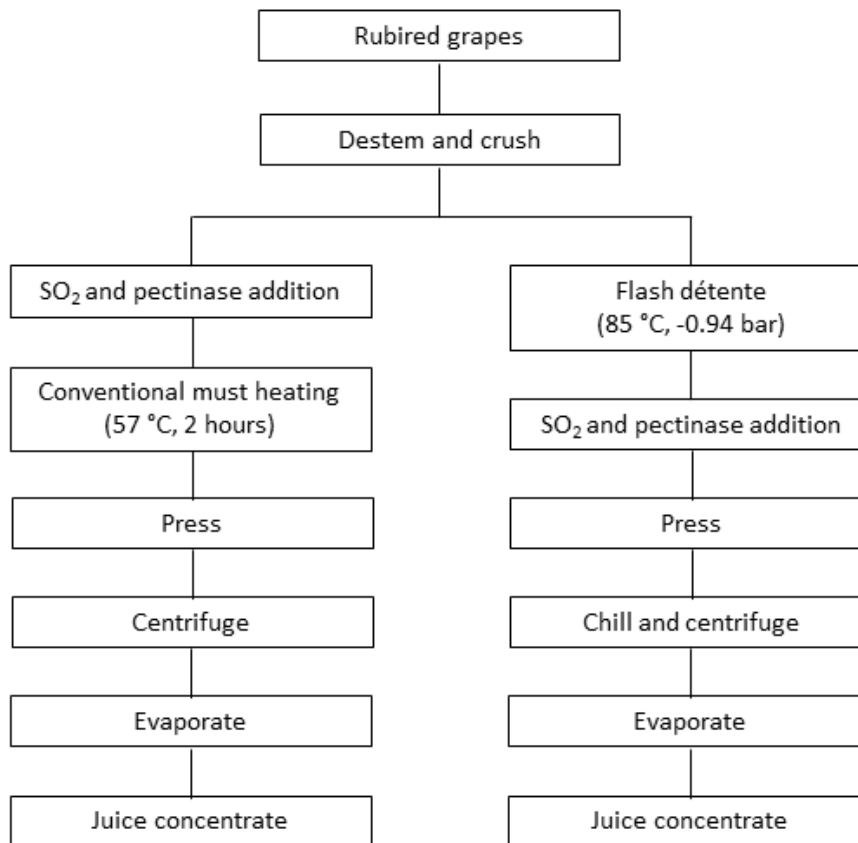 Rubired grapes
Destem and crush
SO₂ and pectinase addition
Conventional must heating
(57 °C, 2 hours)
Press
Centrifuge
Evaporate
Juice concentrate
Flash détente
(85 °C, -0.94 bar)
SO₂ and pectinase addition
Press
Chill and centrifuge
Evaporate
Juice concentrate